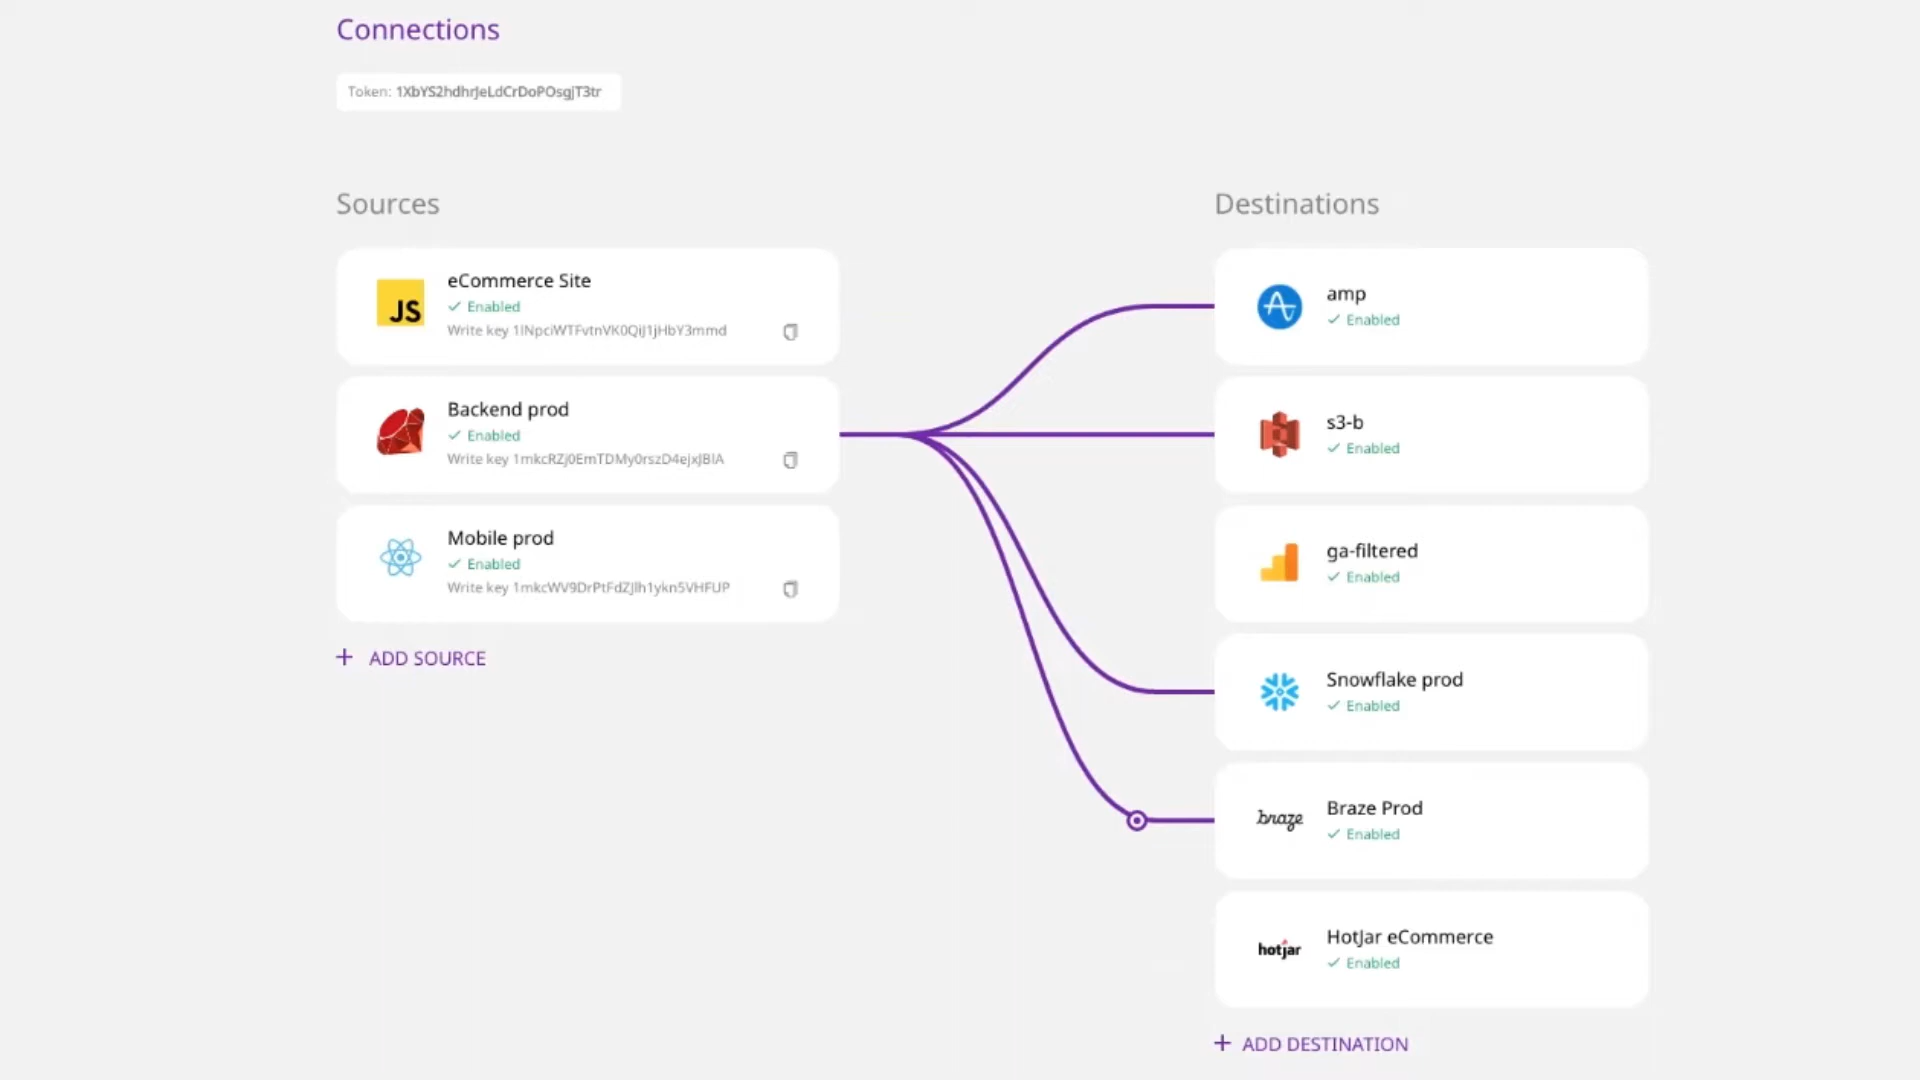 Connections
Token: 1XbYS2hdhrJeLdCrDoPOsgJT3tr
Sources
JS
eCommerce Site
Enabled
Write key
Backend prod
Enabled
Write key 1mkcRZj0EmTDMy0rszD4ejxJBIA
Mobile prod
Enabled
Write key 1mkcWV9DrPtFdZJlh1ykn5VHFUP
+ ADD SOURCE
Destinations
amp
Enabled
s3-b
Enabled
ga-filtered
Enabled
Snowflake prod
Enabled
braze
Braze Prod
Enabled
hotjar
HotJar eCommerce
Enabled
+ ADD DESTINATION